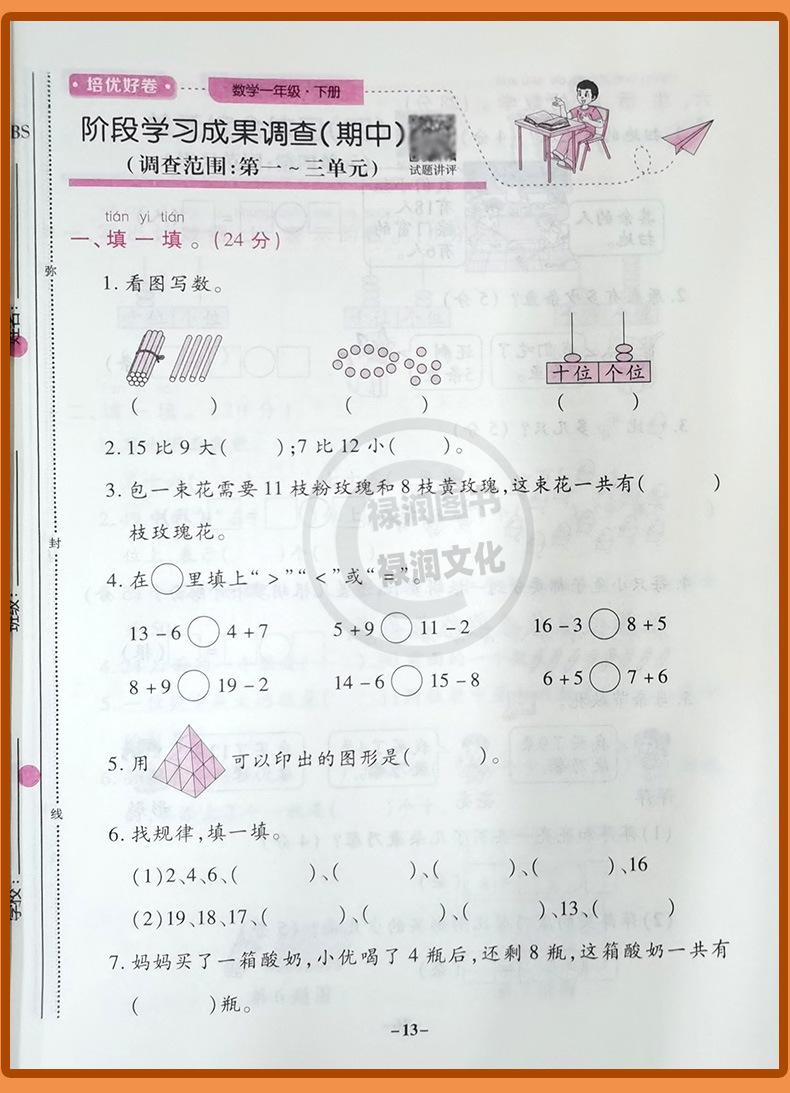 培优好卷
数学一年级·下册
阶段学习成果调查(期中)
(调查范围:第一~三单元)
试题讲评
tián yi tián
一、填一填。(24分)
1.看图写数。
十位 个位
( ) ( ) ( )
2.15比9大( );7比12小( )。
3.包一束花需要11枝粉玫瑰和8枝黄玫瑰,这束花一共有( )
枝玫瑰花。
4.在○里填上“>”“<”或“=”。
13-6○4+7 5+9○11-2 16-3○8+5
8+9○19-2 14-6○15-8 6+5○7+6
5.用 可以印出的图形是( )。
6.找规律,填一填。
(1)2、4、6、( )、( )、( )、( )、16
(2)19、18、17、( )、( )、( )、13、( )
7.妈妈买了一箱酸奶,小优喝了4瓶后,还剩8瓶,这箱酸奶一共有
( )瓶。
-13-
BS
姓名:
班级:
学校:
弥
封
线
禄润图书
禄润文化